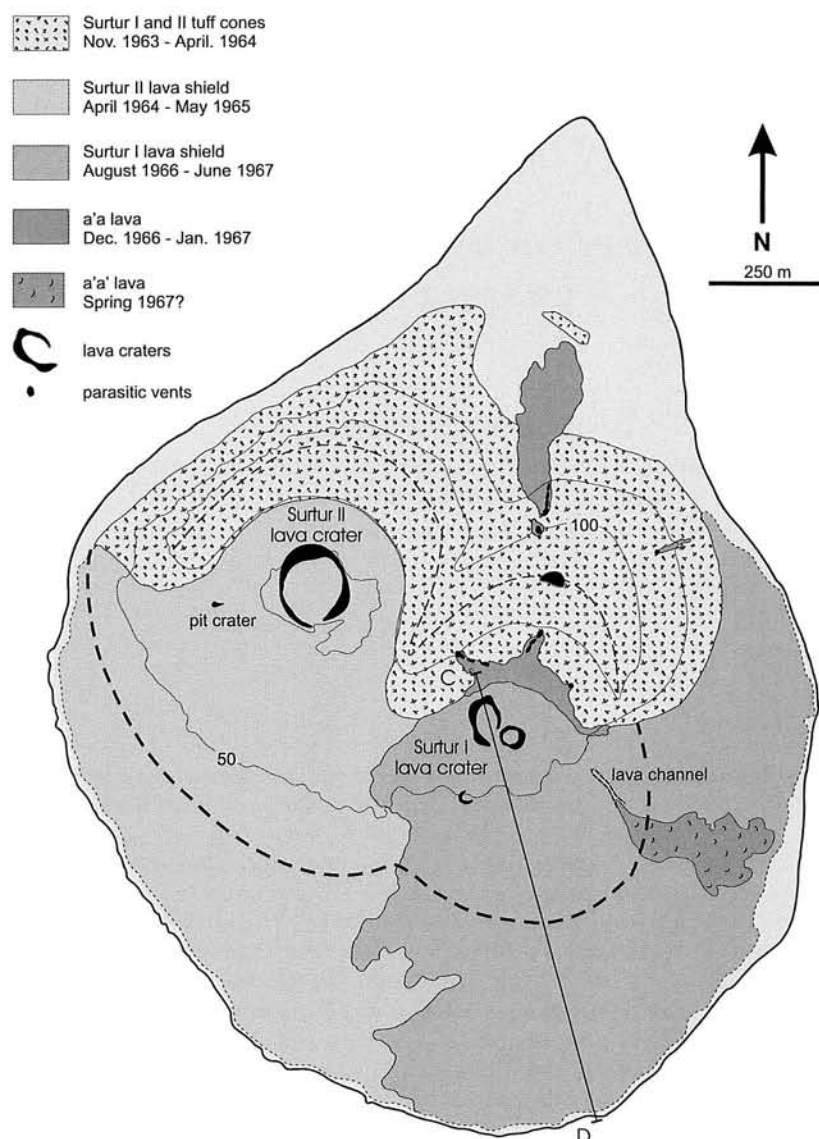 Surtur I and II tuff cones
Nov. 1963 - April. 1964
Surtur II lava shield
April 1964 - May 1965
Surtur I lava shield
August 1966 - June 1967
a'a lava
Dec. 1966 - Jan. 1967
a'a' lava
Spring 1967?
lava craters
parasitic vents
N
250 m
100
Surtur II
lava crater
pit crater
C
50
Surtur I
lava crater
lava channel
D